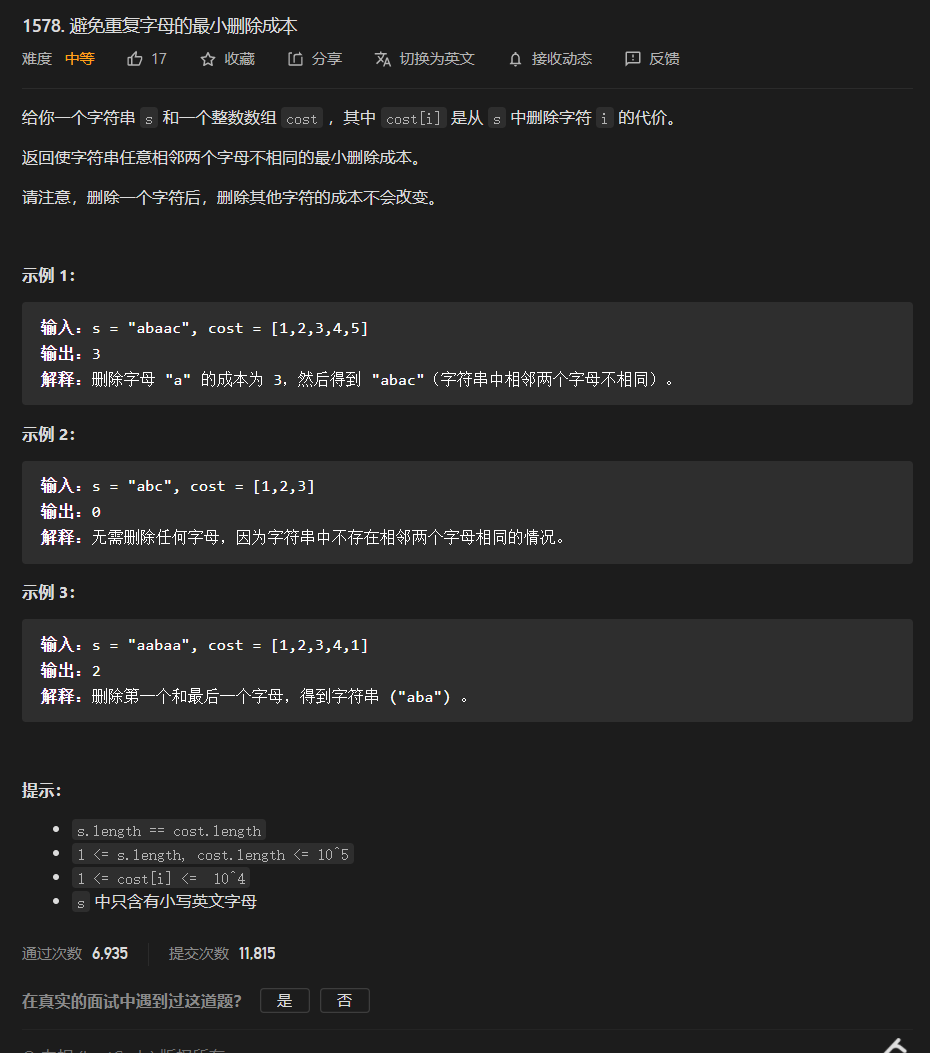 1578. 避免重复字母的最小删除成本
难度 中等 17 收藏 分享 切换为英文 接收动态 反馈
给你一个字符串 s 和一个整数数组 cost ，其中 cost[i] 是从 s 中删除字符 i 的代价。
返回使字符串任意相邻两个字母不相同的最小删除成本。
请注意，删除一个字符后，删除其他字符的成本不会改变。
示例 1：
输入：s = "abaac", cost = [1,2,3,4,5]
输出：3
解释：删除字母 "a" 的成本为 3，然后得到 "abac"（字符串中相邻两个字母不相同）。
示例 2：
输入：s = "abc", cost = [1,2,3]
输出：0
解释：无需删除任何字母，因为字符串中不存在相邻两个字母相同的情况。
示例 3：
输入：s = "aabaa", cost = [1,2,3,4,1]
输出：2
解释：删除第一个和最后一个字母，得到字符串 ("aba") 。
提示：
s.length == cost.length
1 <= s.length, cost.length <= 10^5
1 <= cost[i] <= 10^4
s 中只含有小写英文字母
通过次数 6,935 提交次数 11,815
在真实的面试中遇到过这道题? 是 否